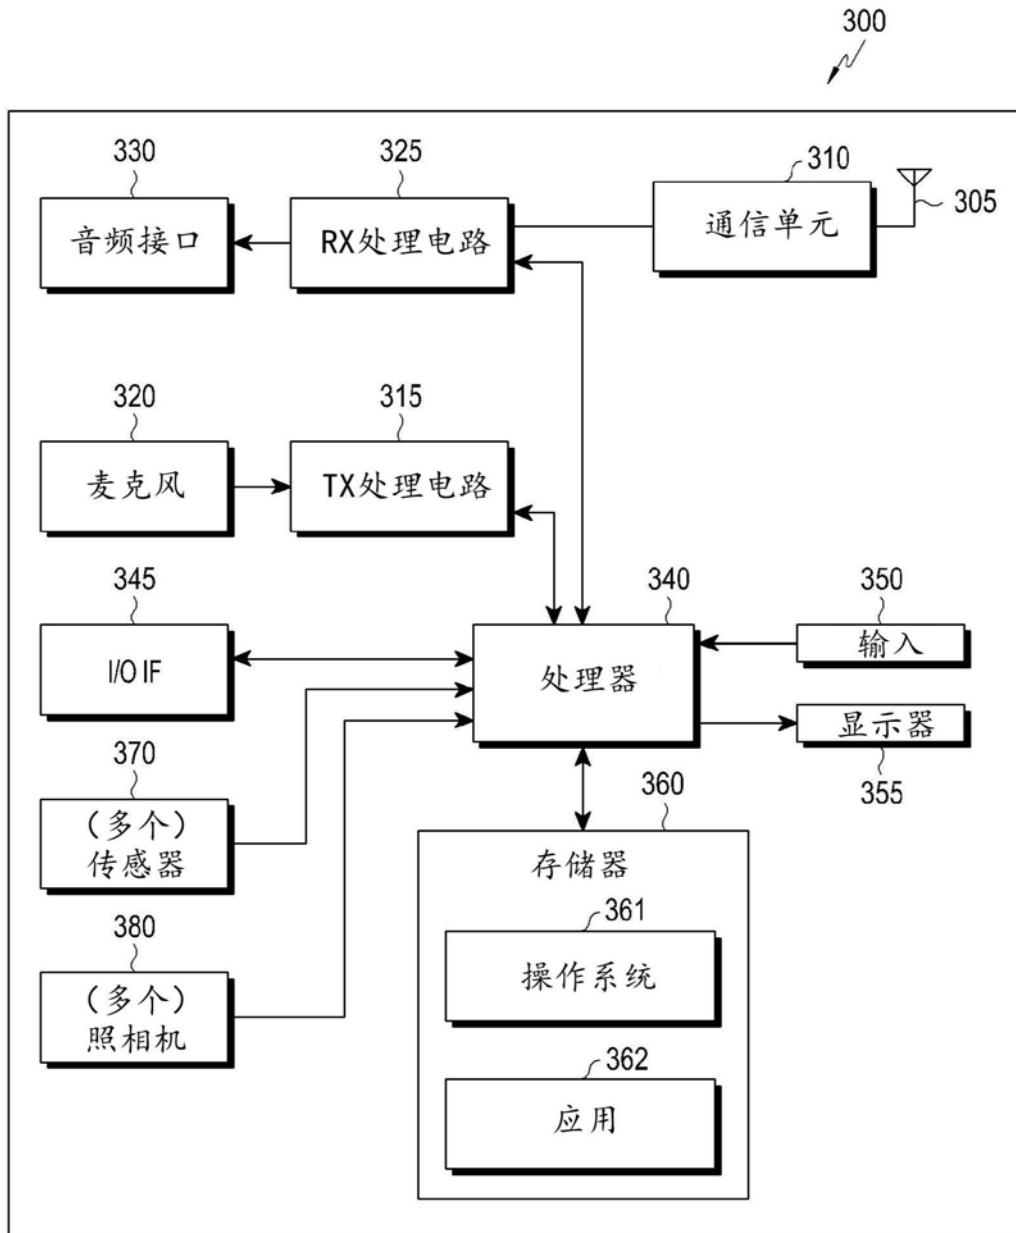 300
330
325
310
305
音频接口
RX处理电路
通信单元
320
315
麦克风
TX处理电路
345
340
350
I/O IF
处理器
输入
显示器
355
370
（多个）
传感器
360
存储器
361
操作系统
380
（多个）
照相机
362
应用